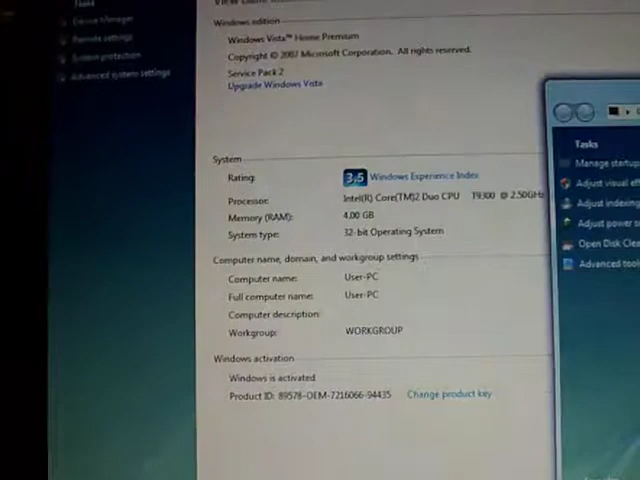 Tasks
Device Manager
Remote settings
System protection
Advanced system settings
Windows edition
Windows Vista™ Home Premium
Copyright © 2007 Microsoft Corporation. All rights reserved.
Service Pack 2
Upgrade Windows Vista
System
Rating: 3,5 Windows Experience Index
Processor: Intel(R) Core(TM)2 Duo CPU T9300 @ 2.50GHz
Memory (RAM): 4.00 GB
System type: 32-bit Operating System
Computer name, domain, and workgroup settings
Computer name: User-PC
Full computer name: User-PC
Computer description:
Workgroup: WORKGROUP
Windows activation
Windows is activated
Product ID: 89578-OEM-7216066-94435 Change product key
Tasks
Manage startup
Adjust visual ef
Adjust indexing
Adjust power s
Open Disk Clea
Advanced tools